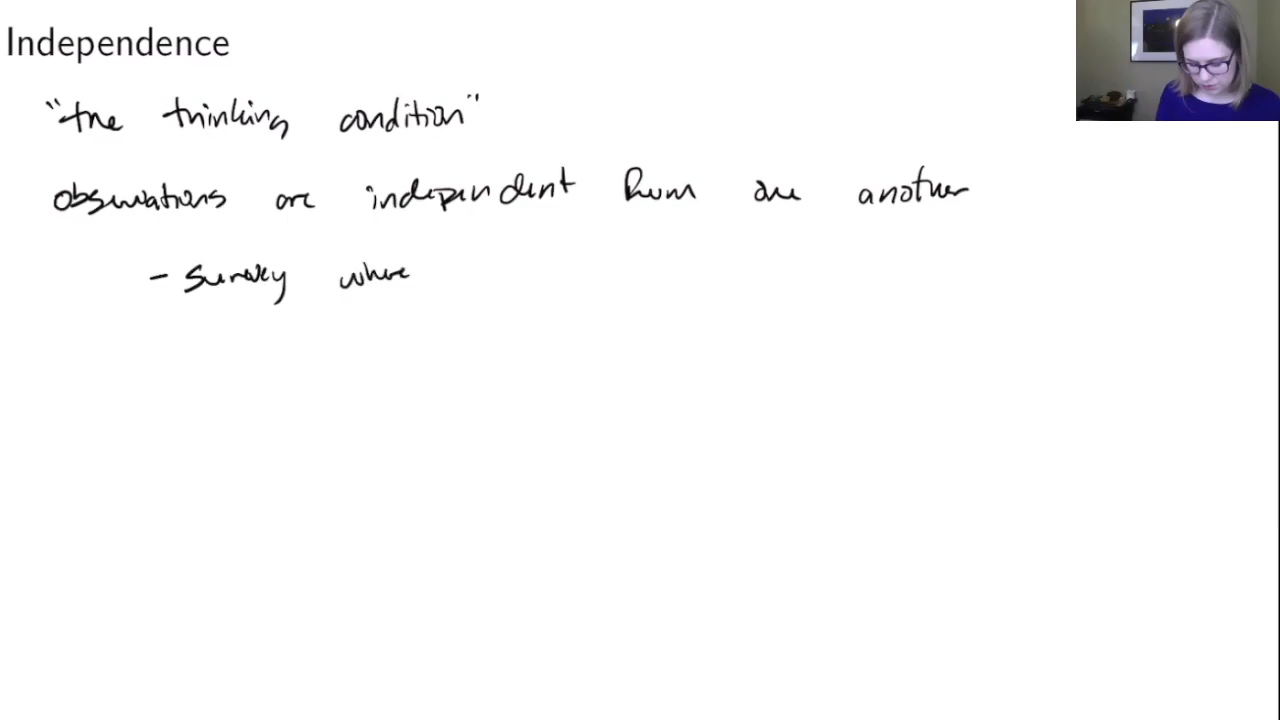 Independence
"the thinking condition"
observations are independent from one another
- survey where